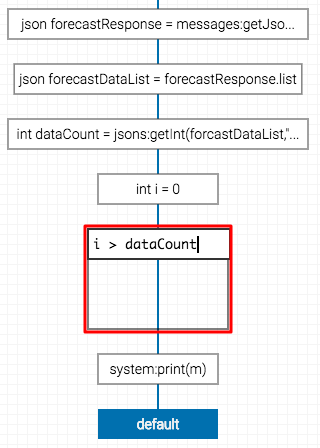 json forecastResponse = messages:getJso...
json forecastDataList = forecastResponse.list
int dataCount = jsons:getInt(forcastDataList,"...
int i = 0
i > dataCount
system:print(m)
default